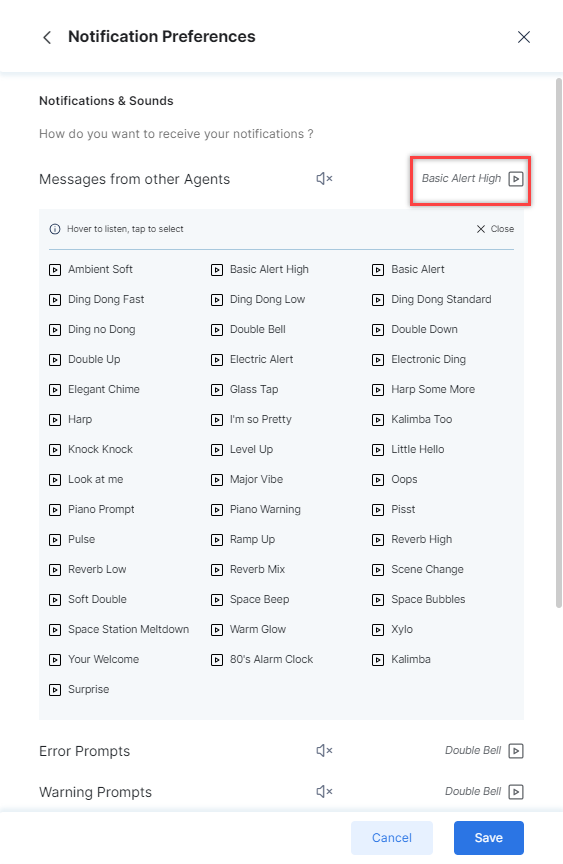 Notification Preferences
Notifications & Sounds
How do you want to receive your notifications ?
Messages from other Agents Basic Alert High
Hover to listen, tap to select Close
Ambient Soft Basic Alert High Basic Alert
Ding Dong Fast Ding Dong Low Ding Dong Standard
Ding no Dong Double Bell Double Down
Double Up Electric Alert Electronic Ding
Elegant Chime Glass Tap Harp Some More
Harp I'm so Pretty Kalimba Too
Knock Knock Level Up Little Hello
Look at me Major Vibe Oops
Piano Prompt Piano Warning Pisst
Pulse Ramp Up Reverb High
Reverb Low Reverb Mix Scene Change
Soft Double Space Beep Space Bubbles
Space Station Meltdown Warm Glow Xylo
Your Welcome 80's Alarm Clock Kalimba
Surprise
Error Prompts Double Bell
Warning Prompts Double Bell
Cancel Save